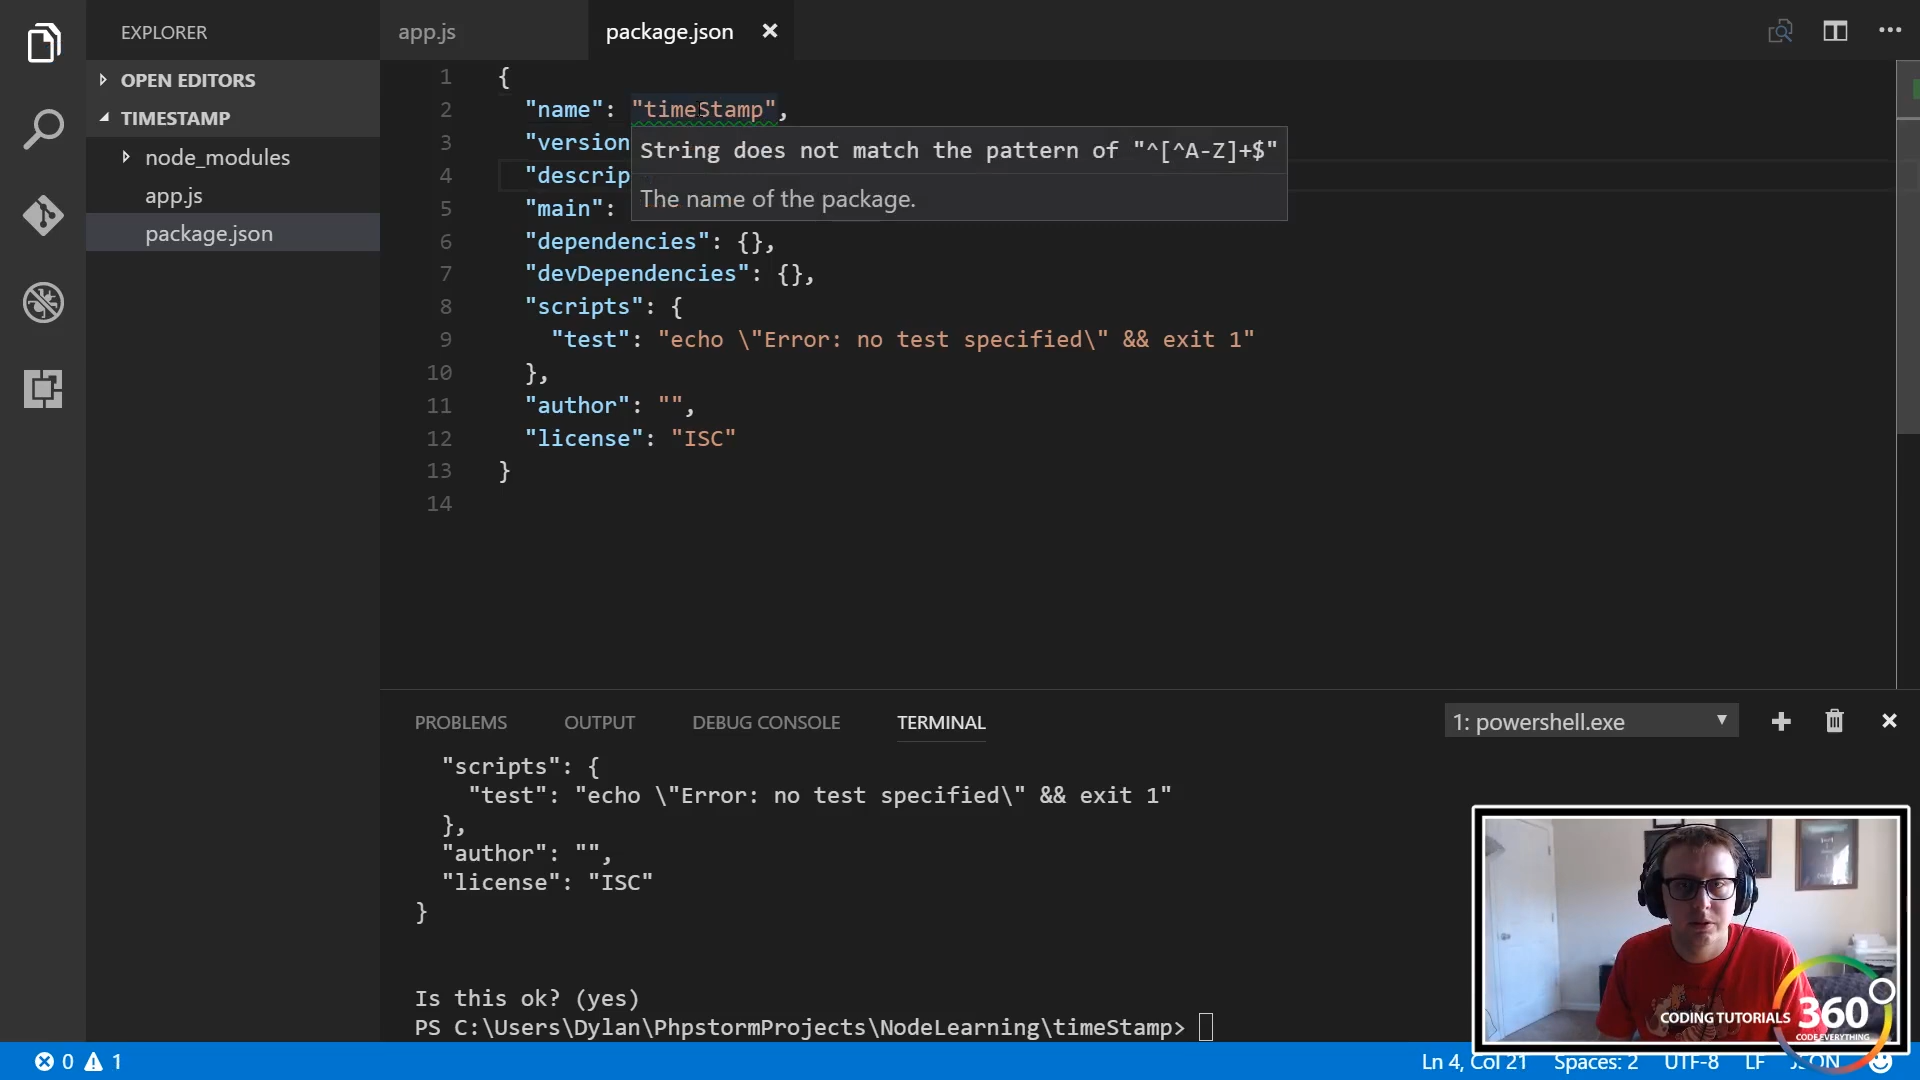 EXPLORER
OPEN EDITORS
TIMESTAMP
node_modules
app.js
package.json
app.js
package.json
1 {
2 "name": "timeStamp",
3 "version
4 "descrip
5 "main":
6 "dependencies": {},
7 "devDependencies": {},
8 "scripts": {
9 "test": "echo \"Error: no test specified\" && exit 1"
10 },
11 "author": "",
12 "license": "ISC"
13 }
14
String does not match the pattern of "^[^A-Z]+$"
The name of the package.
PROBLEMS OUTPUT DEBUG CONSOLE TERMINAL
1: powershell.exe
"scripts": {
"test": "echo \"Error: no test specified\" && exit 1"
},
"author": "",
"license": "ISC"
}
Is this ok? (yes)
PS C:\Users\Dylan\PhpstormProjects\NodeLearning\timeStamp>
CODING TUTORIALS 360
CODE EVERYTHING
0 1
Ln 4, Col 21 Spaces: 2 UTF-8 LF JSON